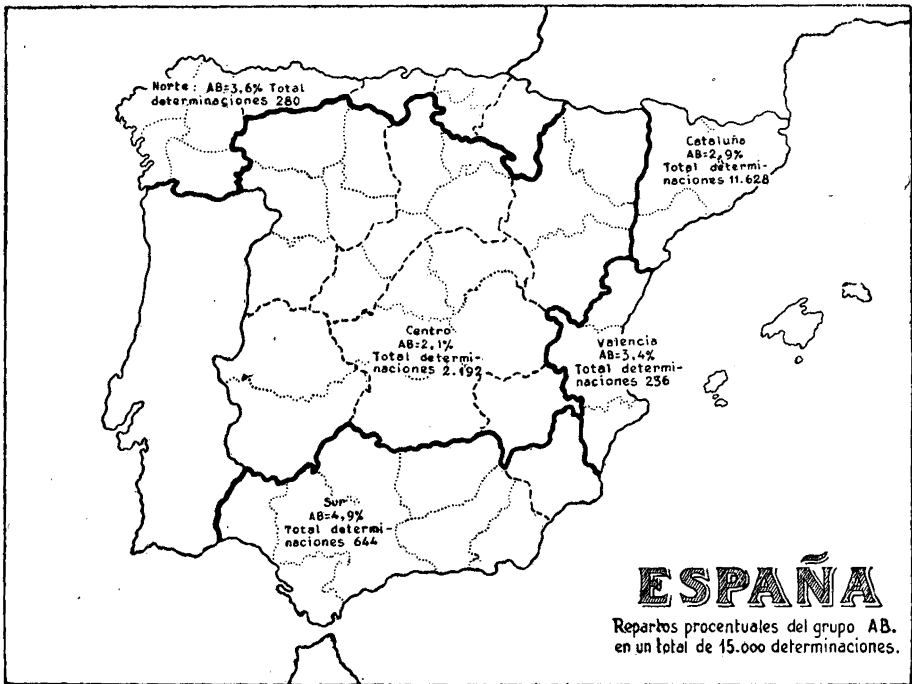 Norte: AB=3,6% Total
determinaciones 280
Cataluña
AB=2,9%
Total determi-
naciones 11.628
Centro
AB=2,1%
Total determi-
naciones 2.192
Valencia
AB=3,4%
Total determi-
naciones 236
Sur
AB=4,9%
Total determi-
naciones 644
ESPAÑA
Repartos procentuales del grupo AB.
en un total de 15.000 determinaciones.